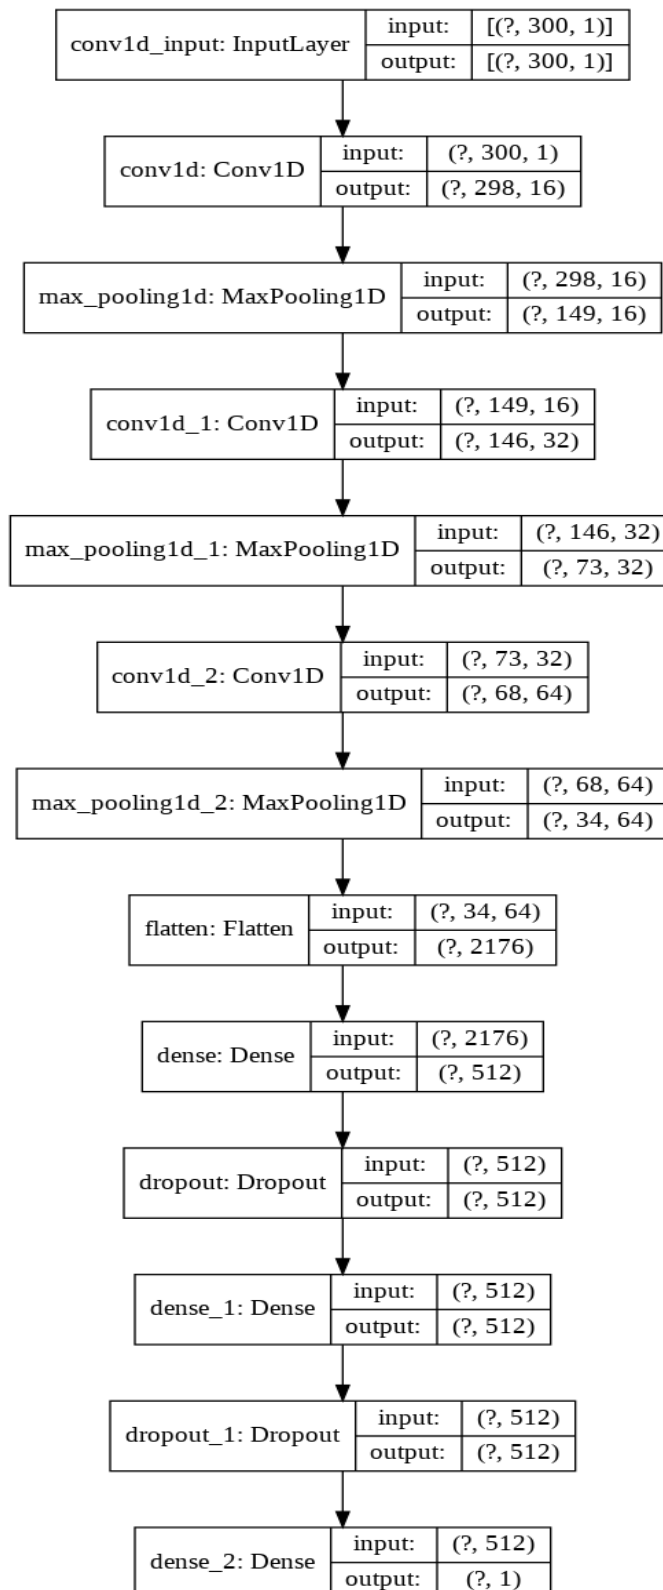 conv1d_input: InputLayer
input: [(?, 300, 1)]
output: [(?, 300, 1)]
conv1d: Conv1D
input: (?, 300, 1)
output: (?, 298, 16)
max_pooling1d: MaxPooling1D
input: (?, 298, 16)
output: (?, 149, 16)
conv1d_1: Conv1D
input: (?, 149, 16)
output: (?, 146, 32)
max_pooling1d_1: MaxPooling1D
input: (?, 146, 32)
output: (?, 73, 32)
conv1d_2: Conv1D
input: (?, 73, 32)
output: (?, 68, 64)
max_pooling1d_2: MaxPooling1D
input: (?, 68, 64)
output: (?, 34, 64)
flatten: Flatten
input: (?, 34, 64)
output: (?, 2176)
dense: Dense
input: (?, 2176)
output: (?, 512)
dropout: Dropout
input: (?, 512)
output: (?, 512)
dense_1: Dense
input: (?, 512)
output: (?, 512)
dropout_1: Dropout
input: (?, 512)
output: (?, 512)
dense_2: Dense
input: (?, 512)
output: (?, 1)